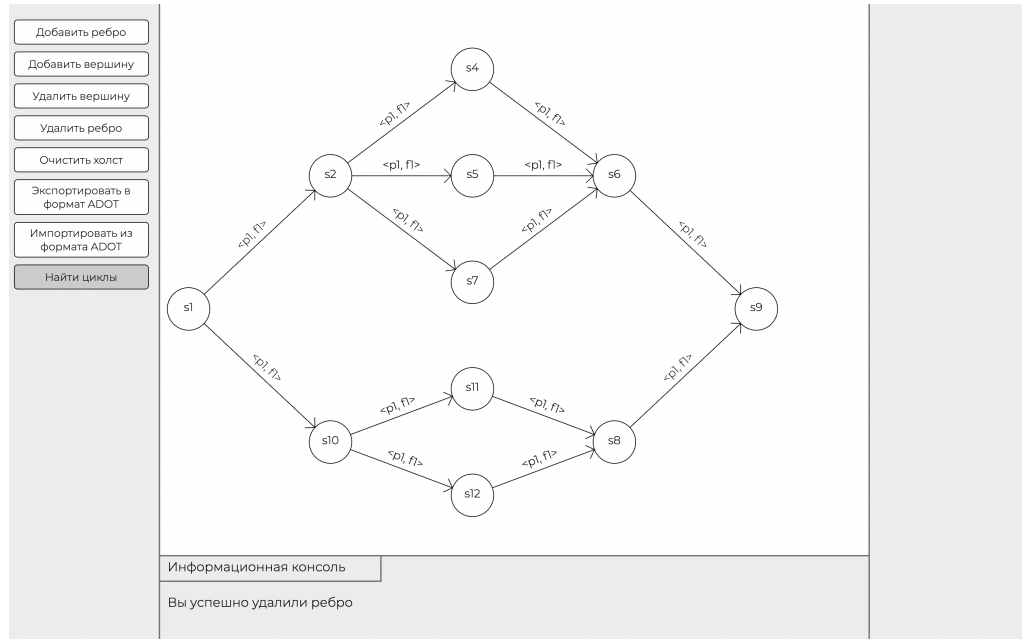 Добавить ребро
Добавить вершину
Удалить вершину
Удалить ребро
Очистить холст
Экспортировать в
формат ADOT
Импортировать из
формата ADOT
Найти циклы
s4
<p1, f1>
<p1, f1>
s2
<p1, f1>
s5
<p1, f1>
s6
<p1, f1>
<p1, f1>
<p1, f1>
<p1, f1>
s7
s1
s9
<p1, f1>
<p1, f1>
s11
<p1, f1>
<p1, f1>
s10
s8
<p1, f1>
<p1, f1>
s12
Информационная консоль
Вы успешно удалили ребро